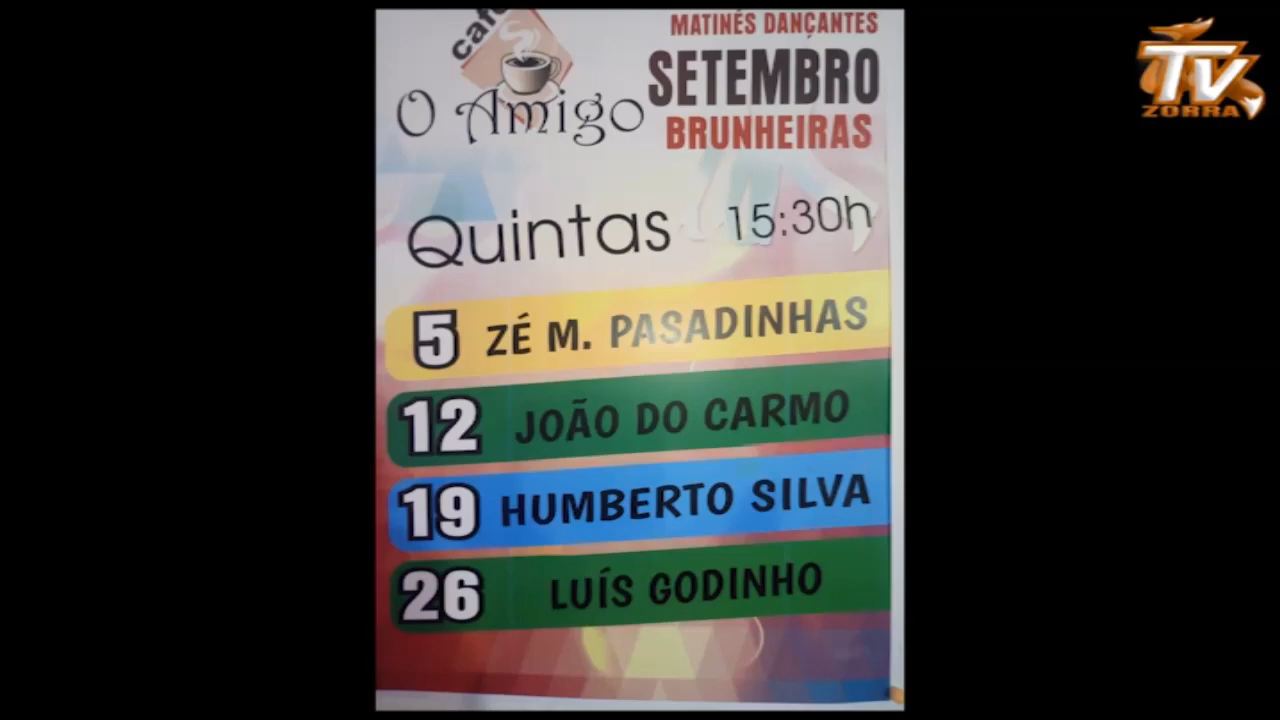 café
O Amigo
MATINÉS DANÇANTES
SETEMBRO
BRUNHEIRAS
Quintas 15:30h
5 ZÉ M. PASADINHAS
12 JOÃO DO CARMO
19 HUMBERTO SILVA
26 LUÍS GODINHO
TV
ZORRA